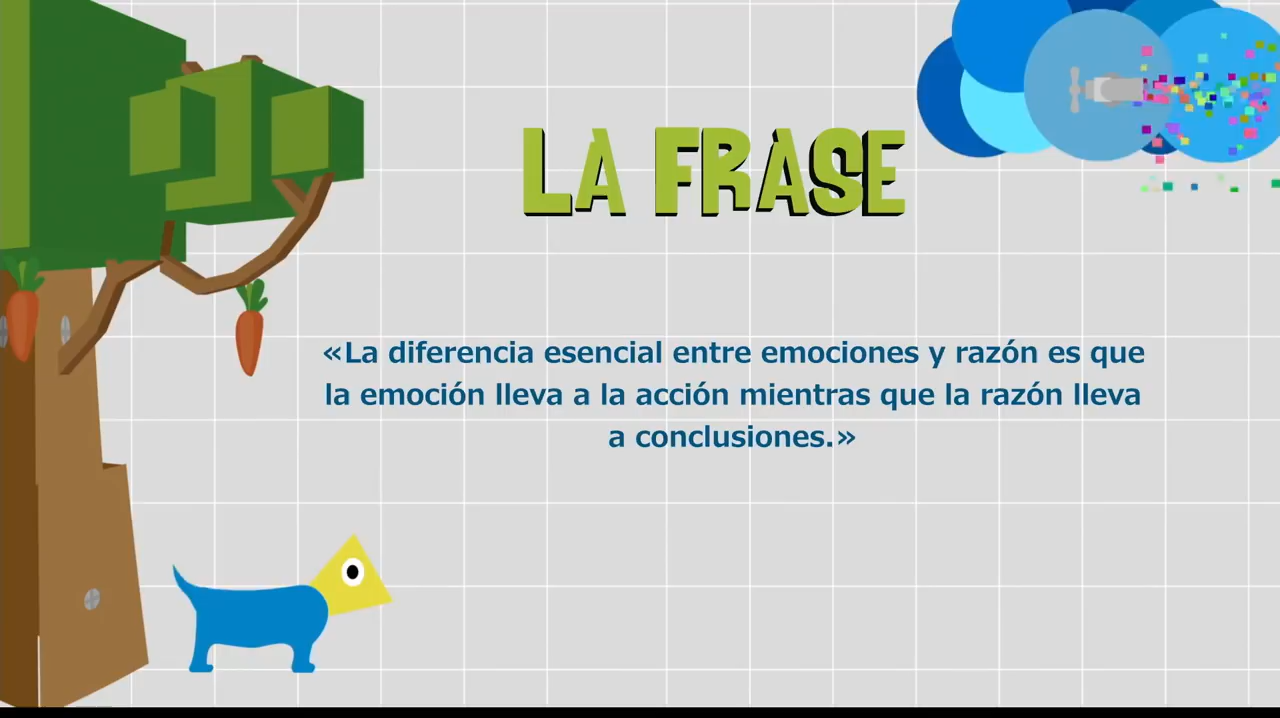 LA FRASE
«La diferencia esencial entre emociones y razón es que
la emoción lleva a la acción mientras que la razón lleva
a conclusiones.»